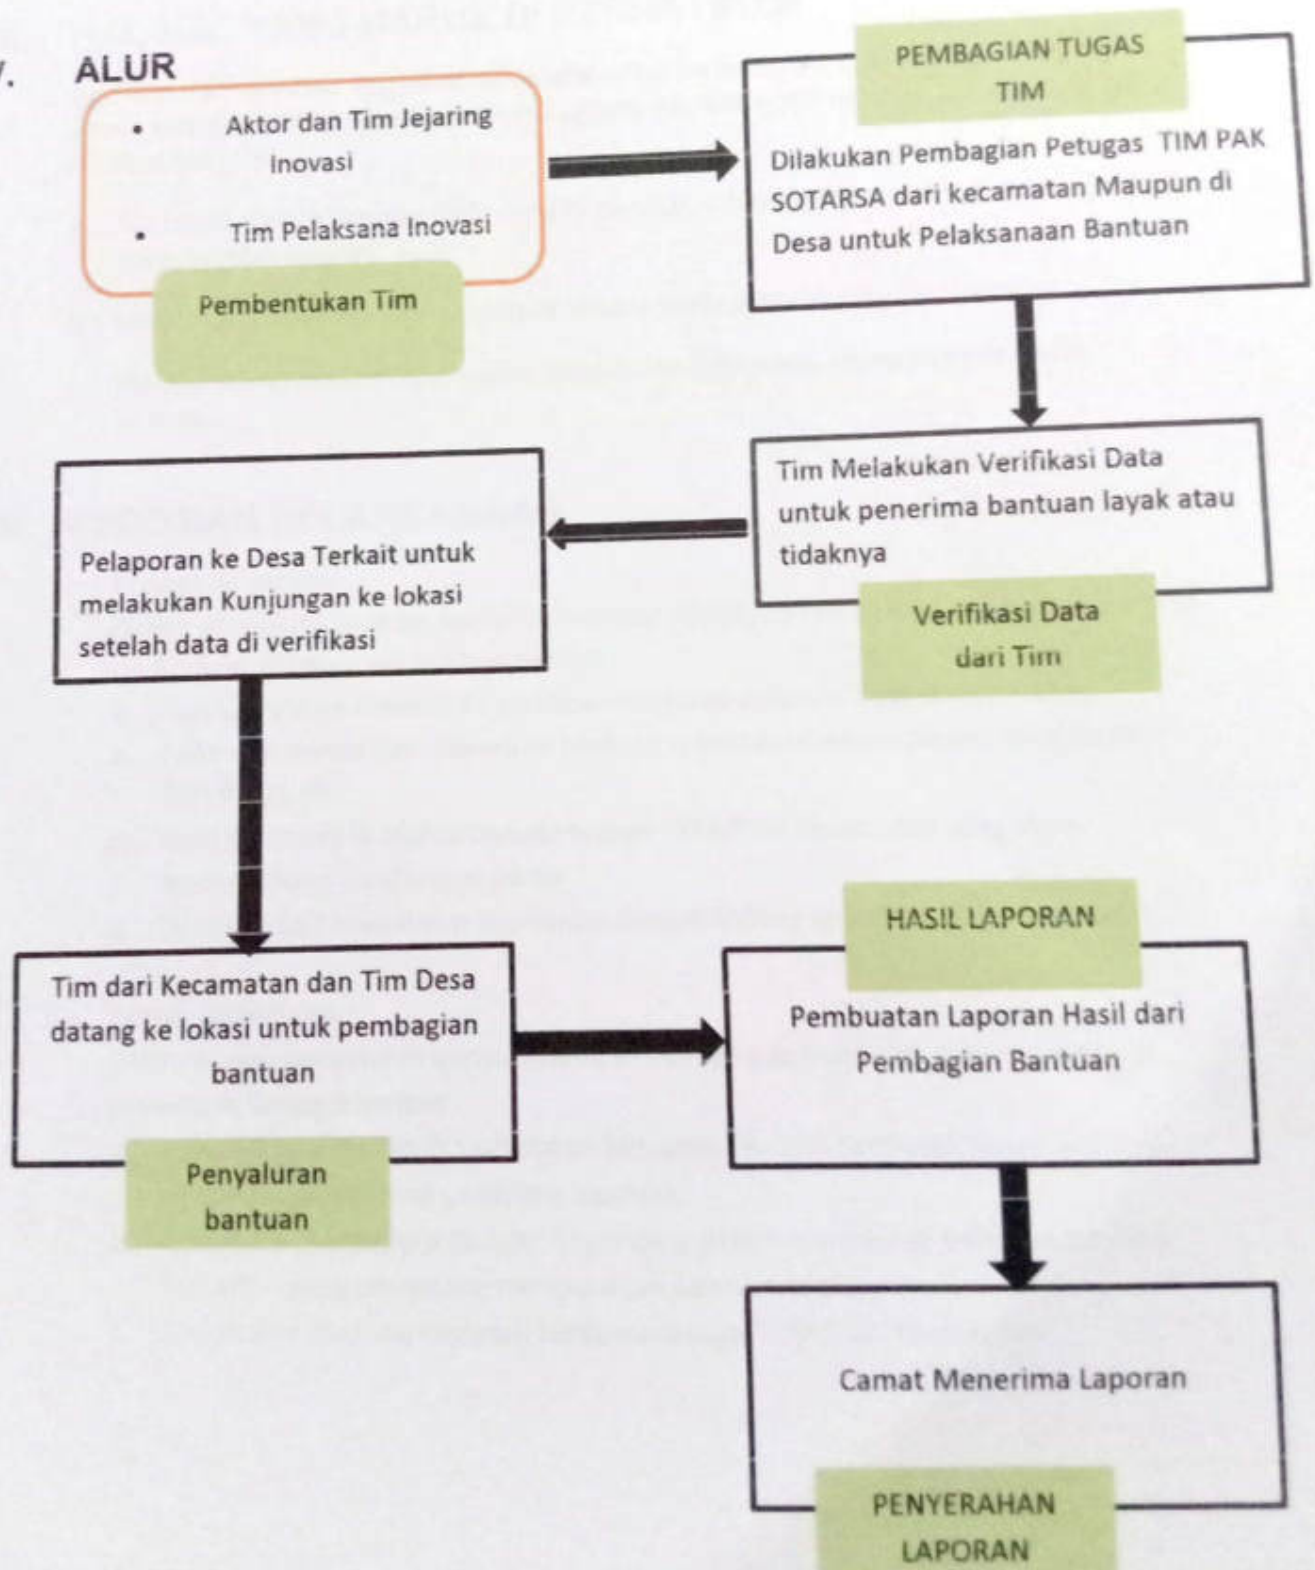 . ALUR
• Aktor dan Tim Jejaring
Inovasi
• Tim Pelaksana Inovasi
Pembentukan Tim
PEMBAGIAN TUGAS
TIM
Dilakukan Pembagian Petugas TIM PAK
SOTARSA dari kecamatan Maupun di
Desa untuk Pelaksanaan Bantuan
Tim Melakukan Verifikasi Data
untuk penerima bantuan layak atau
tidaknya
Verifikasi Data
dari Tim
Pelaporan ke Desa Terkait untuk
melakukan Kunjungan ke lokasi
setelah data di verifikasi
Tim dari Kecamatan dan Tim Desa
datang ke lokasi untuk pembagian
bantuan
Penyaluran
bantuan
HASIL LAPORAN
Pembuatan Laporan Hasil dari
Pembagian Bantuan
Camat Menerima Laporan
PENYERAHAN
LAPORAN